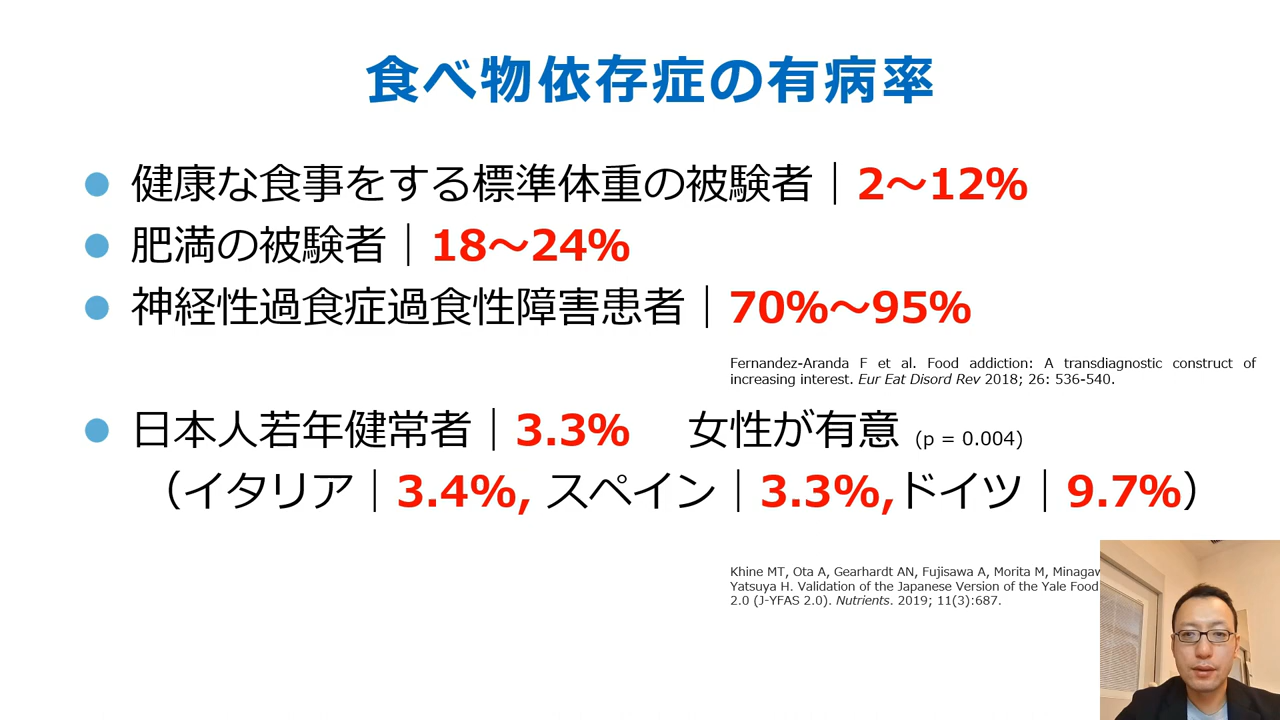 食べ物依存症の有病率
健康な食事をする標準体重の被験者｜2～12%
肥満の被験者｜18～24%
神経性過食症過食性障害患者｜70%～95%
Fernandez-Aranda F et al. Food addiction: A transdiagnostic construct of
increasing interest. Eur Eat Disord Rev 2018; 26: 536-540.
日本人若年健常者｜3.3% 女性が有意 (p = 0.004)
（イタリア｜3.4%, スペイン｜3.3%,ドイツ｜9.7%）
Khine MT, Ota A, Gearhardt AN, Fujisawa A, Morita M,
Yatsuya H. Validation of the Japanese Version of the Yale Food
2.0 (J-YFAS 2.0). Nutrients. 2019; 11(3):687.